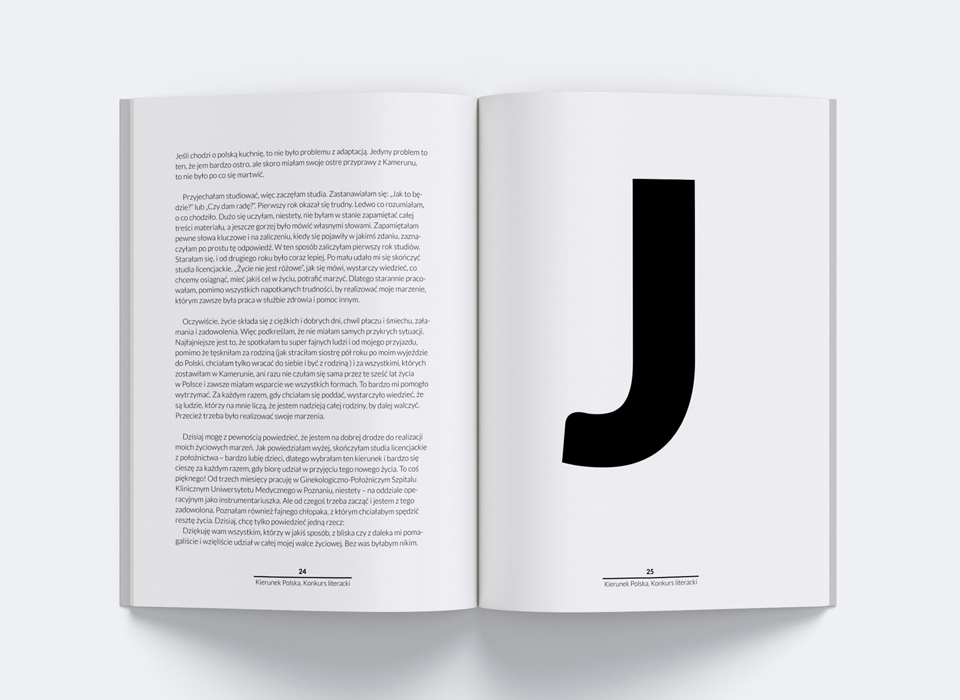 Jeśli chodzi o polską kuchnię, to nie było problemu z adaptacją. Jedyny problem to
ten, że jem bardzo ostro, ale skoro miałam swoje ostre przyprawy z Kamerunu,
to nie było po co się martwić.
Przyjechałam studiować, więc zaczęłam studia. Zastanawiałam się: „Jak to bę-
dzie?” lub „Czy dam radę?”. Pierwszy rok okazał się trudny. Ledwo co rozumiałam,
o co chodziło. Dużo się uczyłam, niestety, nie byłam w stanie zapamiętać całej
treści materiału, a jeszcze gorzej było mówić własnymi słowami. Zapamiętałam
pewne słowa kluczowe i na zaliczeniu, kiedy się pojawiły w jakimś zdaniu, zazna-
czyłam po prostu tę odpowiedź. W ten sposób zaliczyłam pierwszy rok studiów.
Starałam się, i od drugiego roku było coraz lepiej. Po mału udało mi się skończyć
studia licencjackie. „Życie nie jest różowe”, jak się mówi, wystarczy wiedzieć, co
chcemy osiągnąć, mieć jakiś cel w życiu, potrafić marzyć. Dlatego starannie praco-
wałam, pomimo wszystkich napotkanych trudności, by realizować moje marzenie,
którym zawsze była praca w służbie zdrowia i pomoc innym.
Oczywiście, życie składa się z ciężkich i dobrych dni, chwil płaczu i śmiechu, zała-
mania i zadowolenia. Więc podkreślam, że nie miałam samych przykrych sytuacji.
Najfajniejsze jest to, że spotkałam tu super fajnych ludzi i od mojego przyjazdu,
pomimo że tęskniłam za rodziną (jak straciłam siostrę pół roku po moim wyjeździe
do Polski, chciałam tylko wracać do siebie i być z rodziną ) i za wszystkimi, których
zostawiłam w Kamerunie, ani razu nie czułam się sama przez te sześć lat życia
w Polsce i zawsze miałam wsparcie we wszystkich formach. To bardzo mi pomogło
wytrzymać. Za każdym razem, gdy chciałam się poddać, wystarczyło wiedzieć, że
są ludzie, którzy na mnie liczą, że jestem nadzieją całej rodziny, by dalej walczyć.
Przecież trzeba było realizować swoje marzenia.
Dzisiaj mogę z pewnością powiedzieć, że jestem na dobrej drodze do realizacji
moich życiowych marzeń. Jak powiedziałam wyżej, skończyłam studia licencjackie
z położnictwa – bardzo lubię dzieci, dlatego wybrałam ten kierunek i bardzo się
cieszę za każdym razem, gdy biorę udział w przyjęciu tego nowego życia. To coś
pięknego! Od trzech miesięcy pracuję w Ginekologiczno-Położniczym Szpitalu
Klinicznym Uniwersytetu Medycznego w Poznaniu, niestety – na oddziale ope-
racyjnym jako instrumentariuszka. Ale od czegoś trzeba zacząć i jestem z tego
zadowolona. Poznałam również fajnego chłopaka, z którym chciałabym spędzić
resztę życia. Dzisiaj, chcę tylko powiedzieć jedną rzecz:
Dziękuję wam wszystkim, którzy w jakiś sposób, z bliska czy z daleka mi poma-
galiście i wzięliście udział w całej mojej walce życiowej. Bez was byłabym nikim.
24
Kierunek Polska, Konkurs literacki
J
25
Kierunek Polska, Konkurs literacki